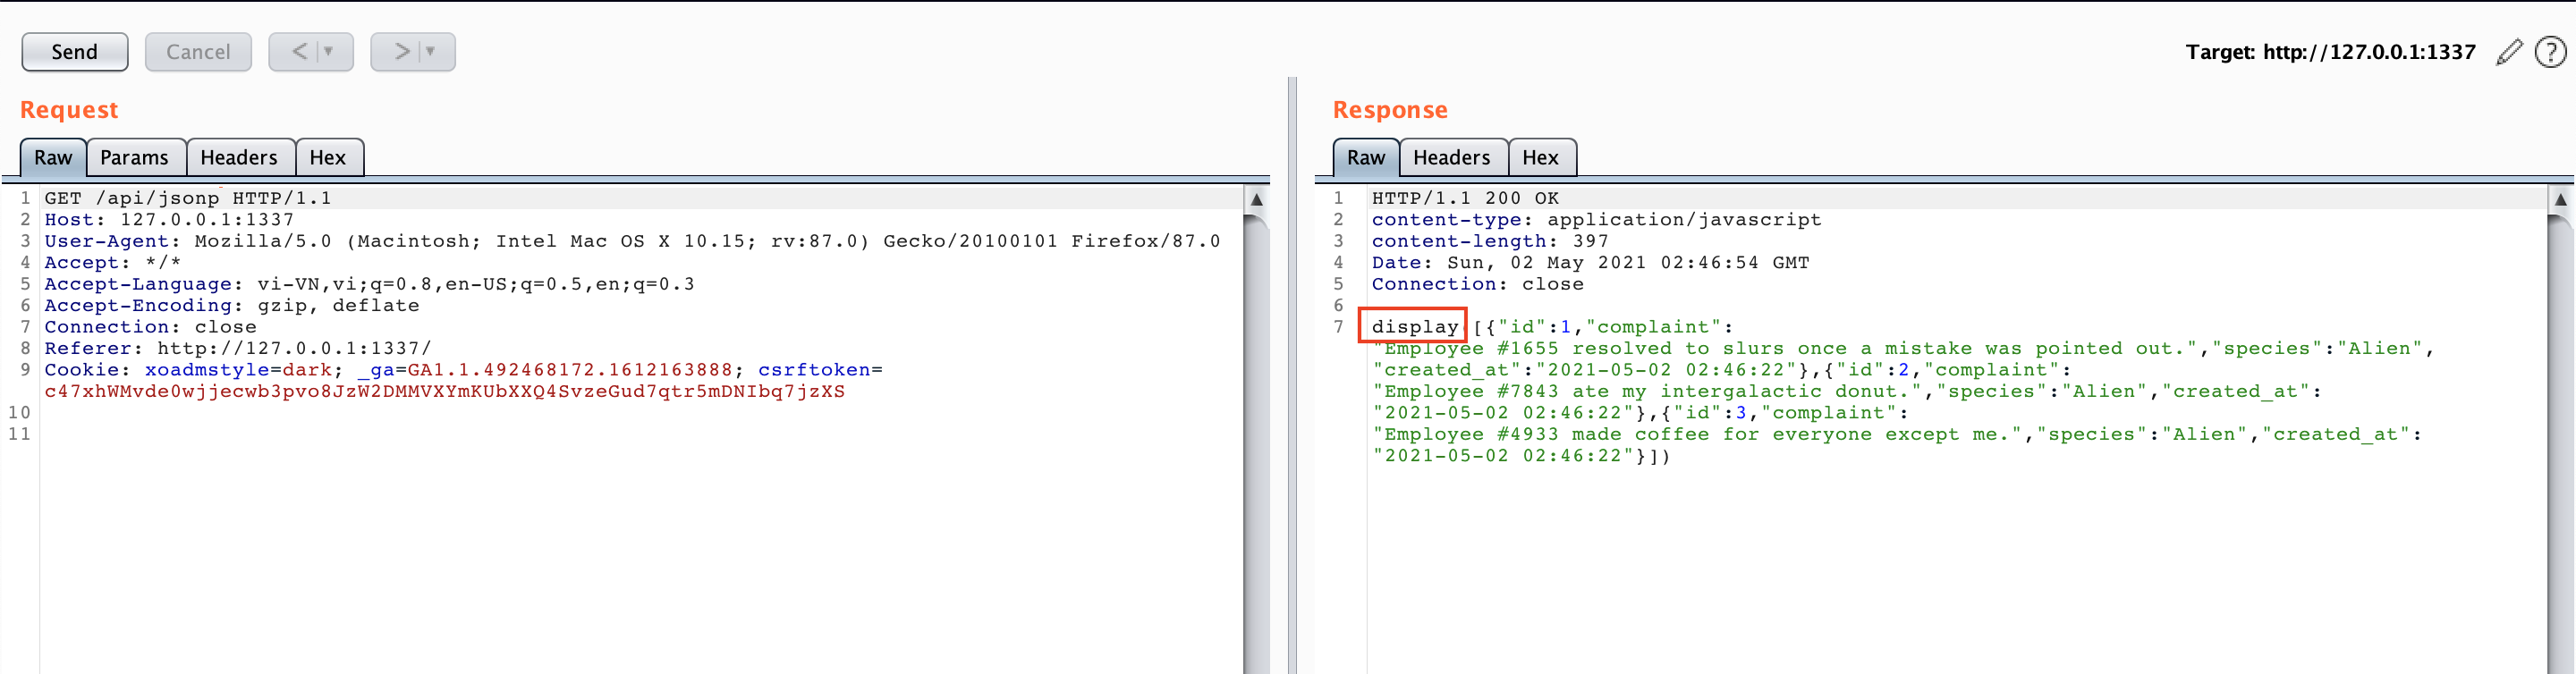 Send Cancel < > Target: http://127.0.0.1:1337 ?
Request
Raw Params Headers Hex
1 GET /api/jsonp HTTP/1.1
2 Host: 127.0.0.1:1337
3 User-Agent: Mozilla/5.0 (Macintosh; Intel Mac OS X 10.15; rv:87.0) Gecko/20100101 Firefox/87.0
4 Accept: */*
5 Accept-Language: vi-VN,vi;q=0.8,en-US;q=0.5,en;q=0.3
6 Accept-Encoding: gzip, deflate
7 Connection: close
8 Referer: http://127.0.0.1:1337/
9 Cookie: xoadmstyle=dark; _ga=GA1.1.492468172.1612163888; csrftoken=
c47xhWMvde0wjjecwb3pvo8JzW2DMMVXYmKUbXXQ4SvzeGud7qtr5mDNIbq7jzXS
10
11
Response
Raw Headers Hex
1 HTTP/1.1 200 OK
2 content-type: application/javascript
3 content-length: 397
4 Date: Sun, 02 May 2021 02:46:54 GMT
5 Connection: close
6
7 display [{"id":1,"complaint":
"Employee #1655 resolved to slurs once a mistake was pointed out.","species":"Alien",
"created_at":"2021-05-02 02:46:22"},{"id":2,"complaint":
"Employee #7843 ate my intergalactic donut.","species":"Alien","created_at":
"2021-05-02 02:46:22"},{"id":3,"complaint":
"Employee #4933 made coffee for everyone except me.","species":"Alien","created_at":
"2021-05-02 02:46:22"}])